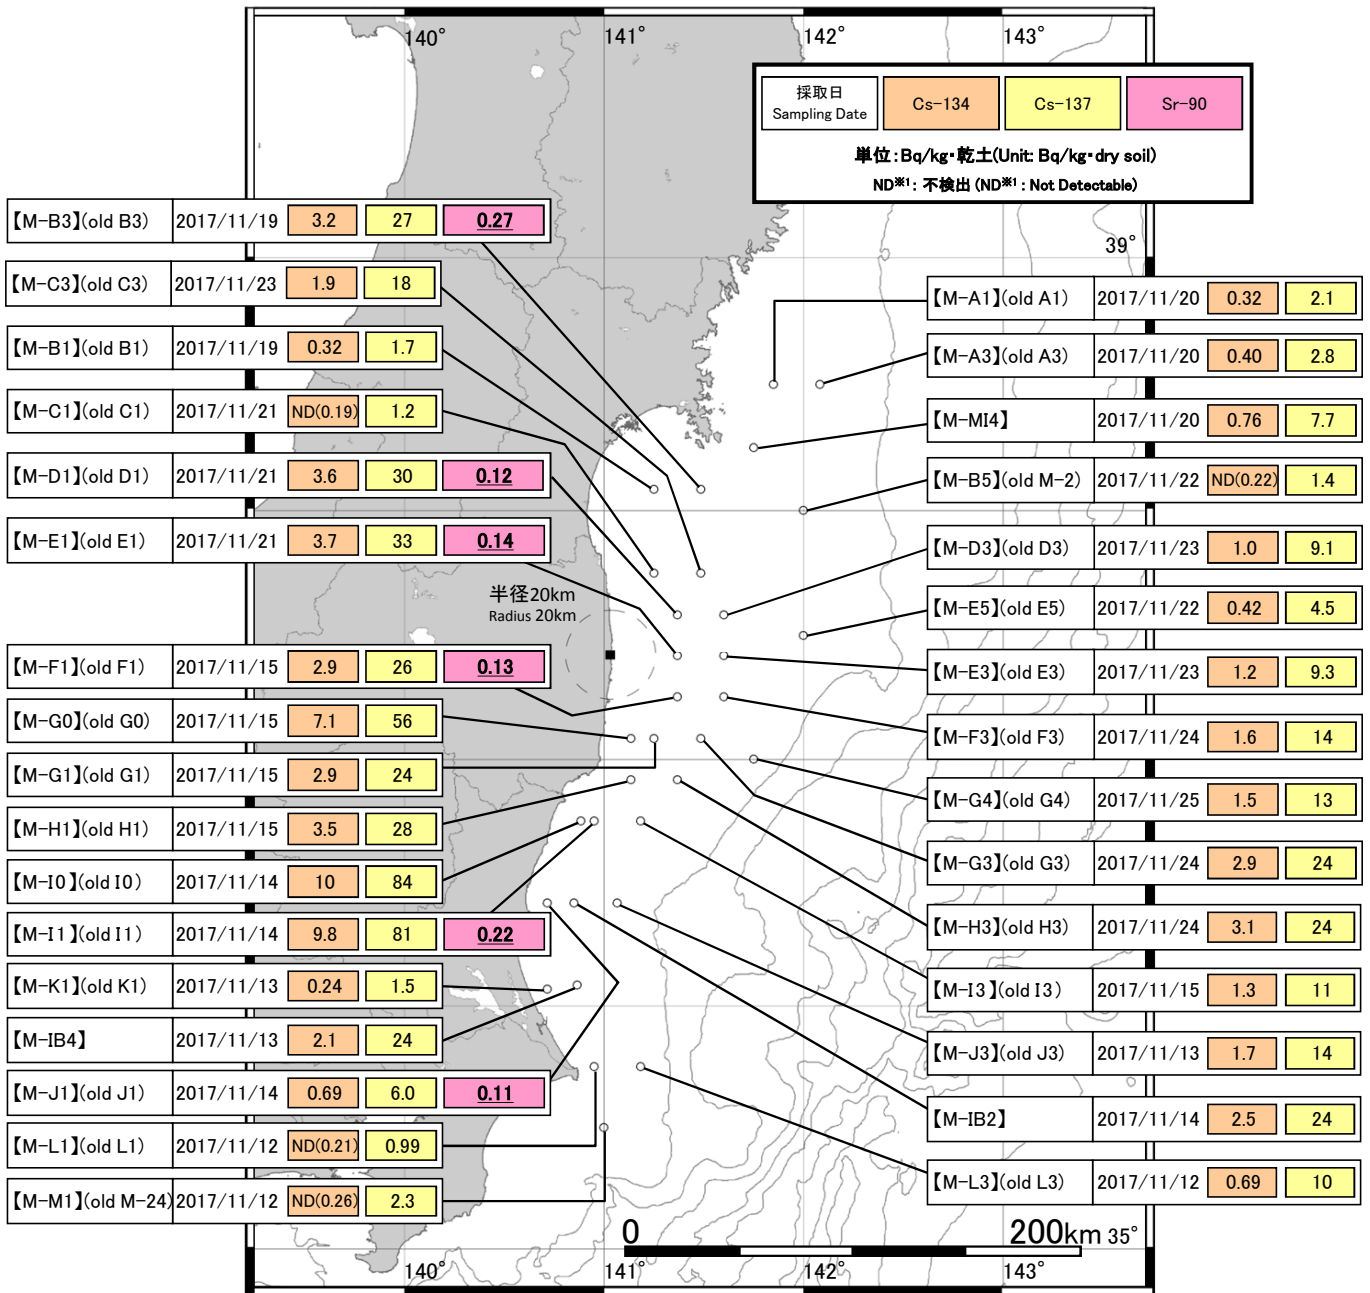 140°
141°
142°
143°
採取日
Sampling Date
Cs-134
Cs-137
Sr-90
単位:Bq/kg・乾土(Unit: Bq/kg・dry soil)
ND※1: 不検出 (ND※1: Not Detectable)
39°
【M-B3】(old B3) 2017/11/19 3.2 27 0.27
【M-C3】(old C3) 2017/11/23 1.9 18
【M-B1】(old B1) 2017/11/19 0.32 1.7
【M-C1】(old C1) 2017/11/21 ND(0.19) 1.2
【M-D1】(old D1) 2017/11/21 3.6 30 0.12
【M-E1】(old E1) 2017/11/21 3.7 33 0.14
半径20km
Radius 20km
【M-F1】(old F1) 2017/11/15 2.9 26 0.13
【M-G0】(old G0) 2017/11/15 7.1 56
【M-G1】(old G1) 2017/11/15 2.9 24
【M-H1】(old H1) 2017/11/15 3.5 28
【M-I0】(old I0) 2017/11/14 10 84
【M-I1】(old I1) 2017/11/14 9.8 81 0.22
【M-K1】(old K1) 2017/11/13 0.24 1.5
【M-IB4】 2017/11/13 2.1 24
【M-J1】(old J1) 2017/11/14 0.69 6.0 0.11
【M-L1】(old L1) 2017/11/12 ND(0.21) 0.99
【M-M1】(old M-24) 2017/11/12 ND(0.26) 2.3
【M-A1】(old A1) 2017/11/20 0.32 2.1
【M-A3】(old A3) 2017/11/20 0.40 2.8
【M-MI4】 2017/11/20 0.76 7.7
【M-B5】(old M-2) 2017/11/22 ND(0.22) 1.4
【M-D3】(old D3) 2017/11/23 1.0 9.1
【M-E5】(old E5) 2017/11/22 0.42 4.5
【M-E3】(old E3) 2017/11/23 1.2 9.3
【M-F3】(old F3) 2017/11/24 1.6 14
【M-G4】(old G4) 2017/11/25 1.5 13
【M-G3】(old G3) 2017/11/24 2.9 24
【M-H3】(old H3) 2017/11/24 3.1 24
【M-I3】(old I3) 2017/11/15 1.3 11
【M-J3】(old J3) 2017/11/13 1.7 14
【M-IB2】 2017/11/14 2.5 24
【M-L3】(old L3) 2017/11/12 0.69 10
0 200km 35°
140°
141°
142°
143°